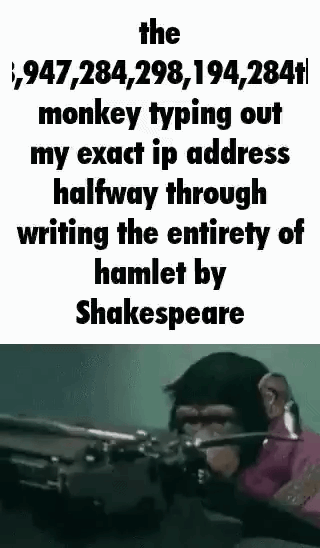 the
,947,284,298,194,284t
monkey typing out
my exact ip address
halfway through
writing the entirety of
hamlet by
Shakespeare